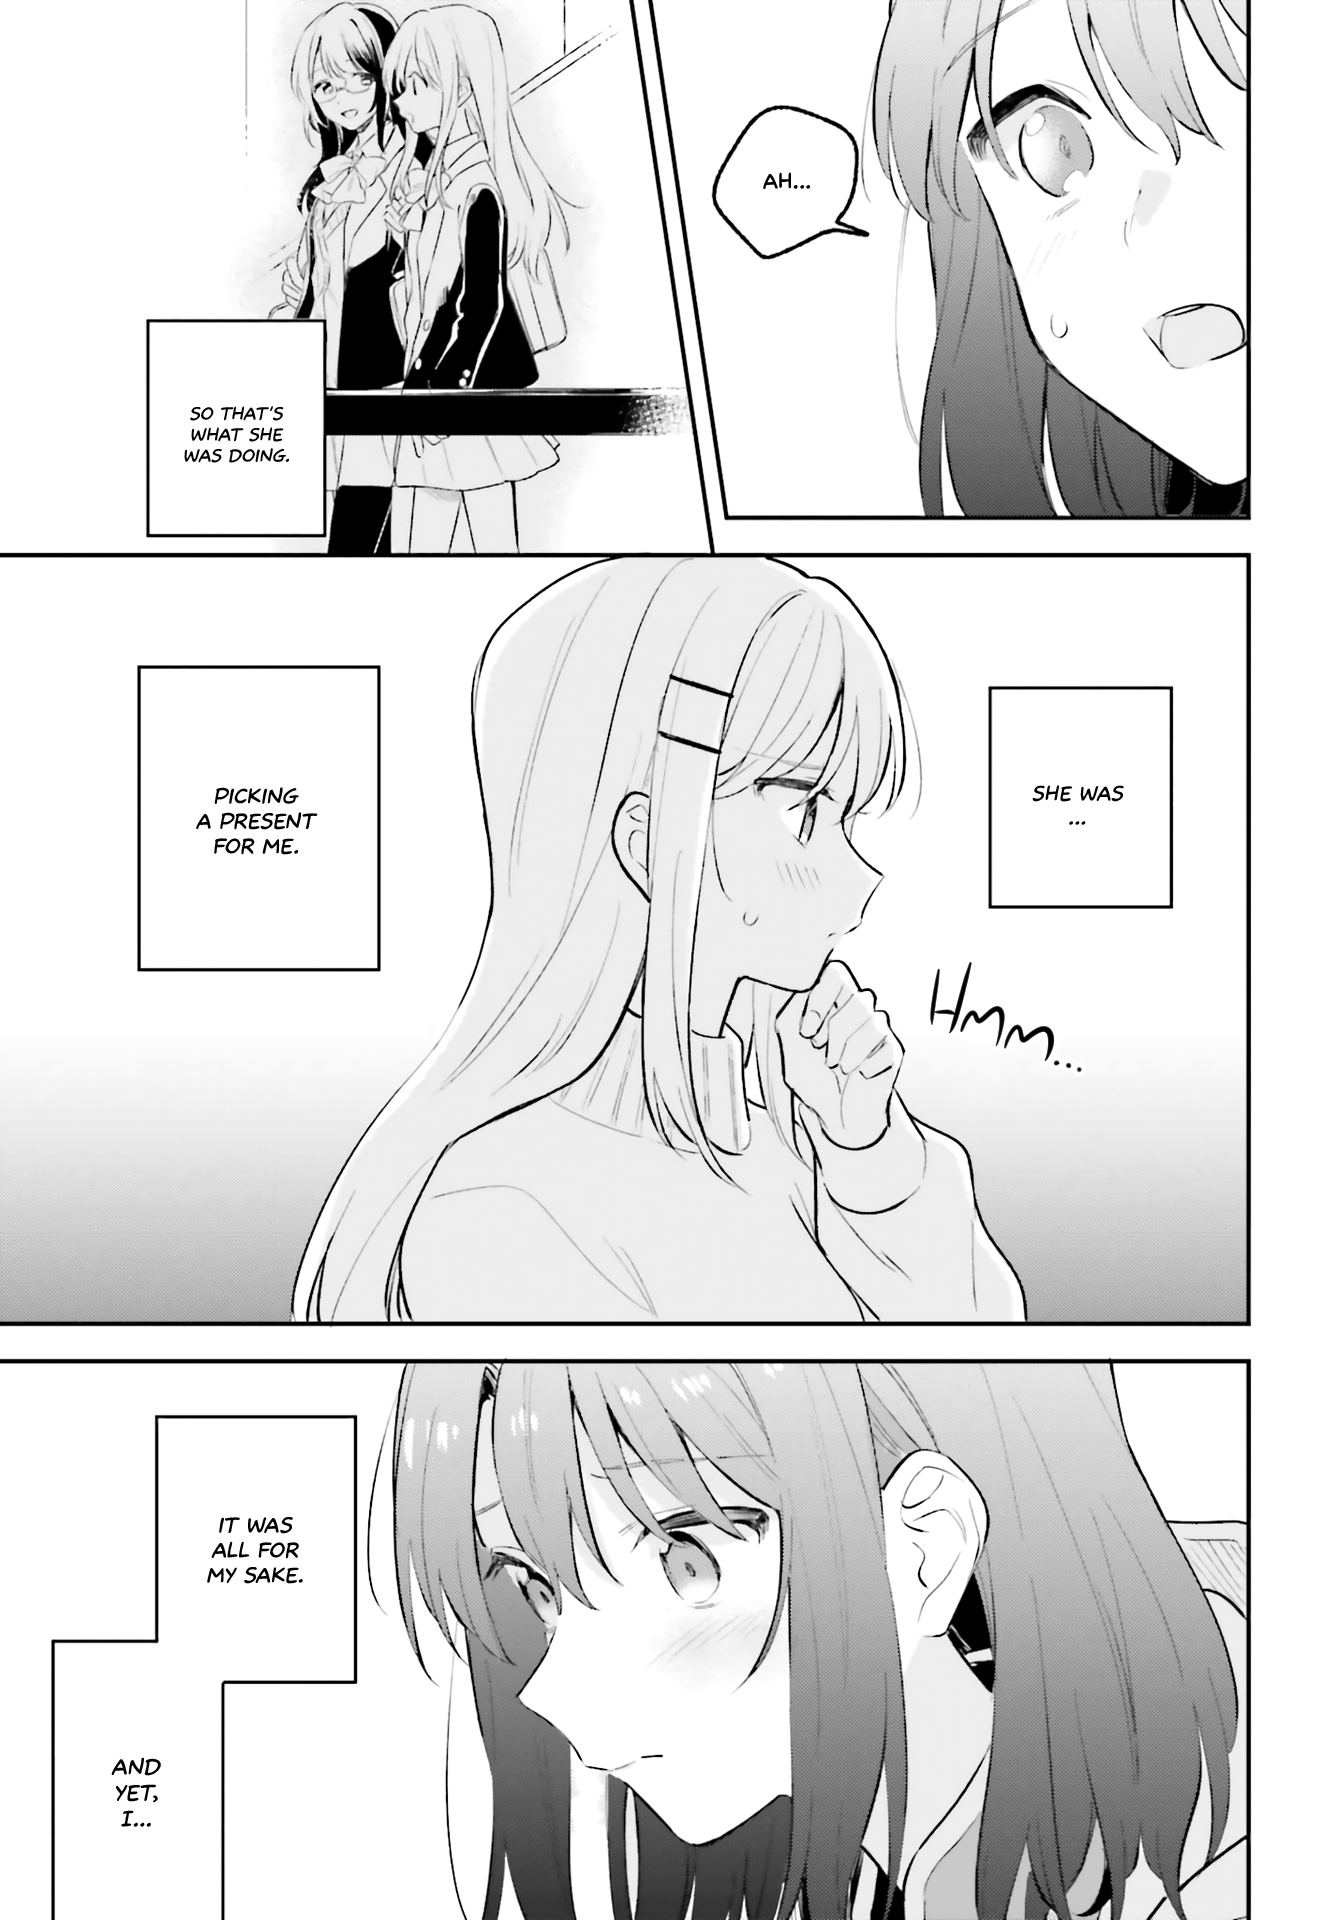 AH...
SO THAT'S
WHAT SHE
WAS DOING.
SHE WAS
...
HMM...
PICKING
A PRESENT
FOR ME.
IT WAS
ALL FOR
MY SAKE.
AND
YET,
I...